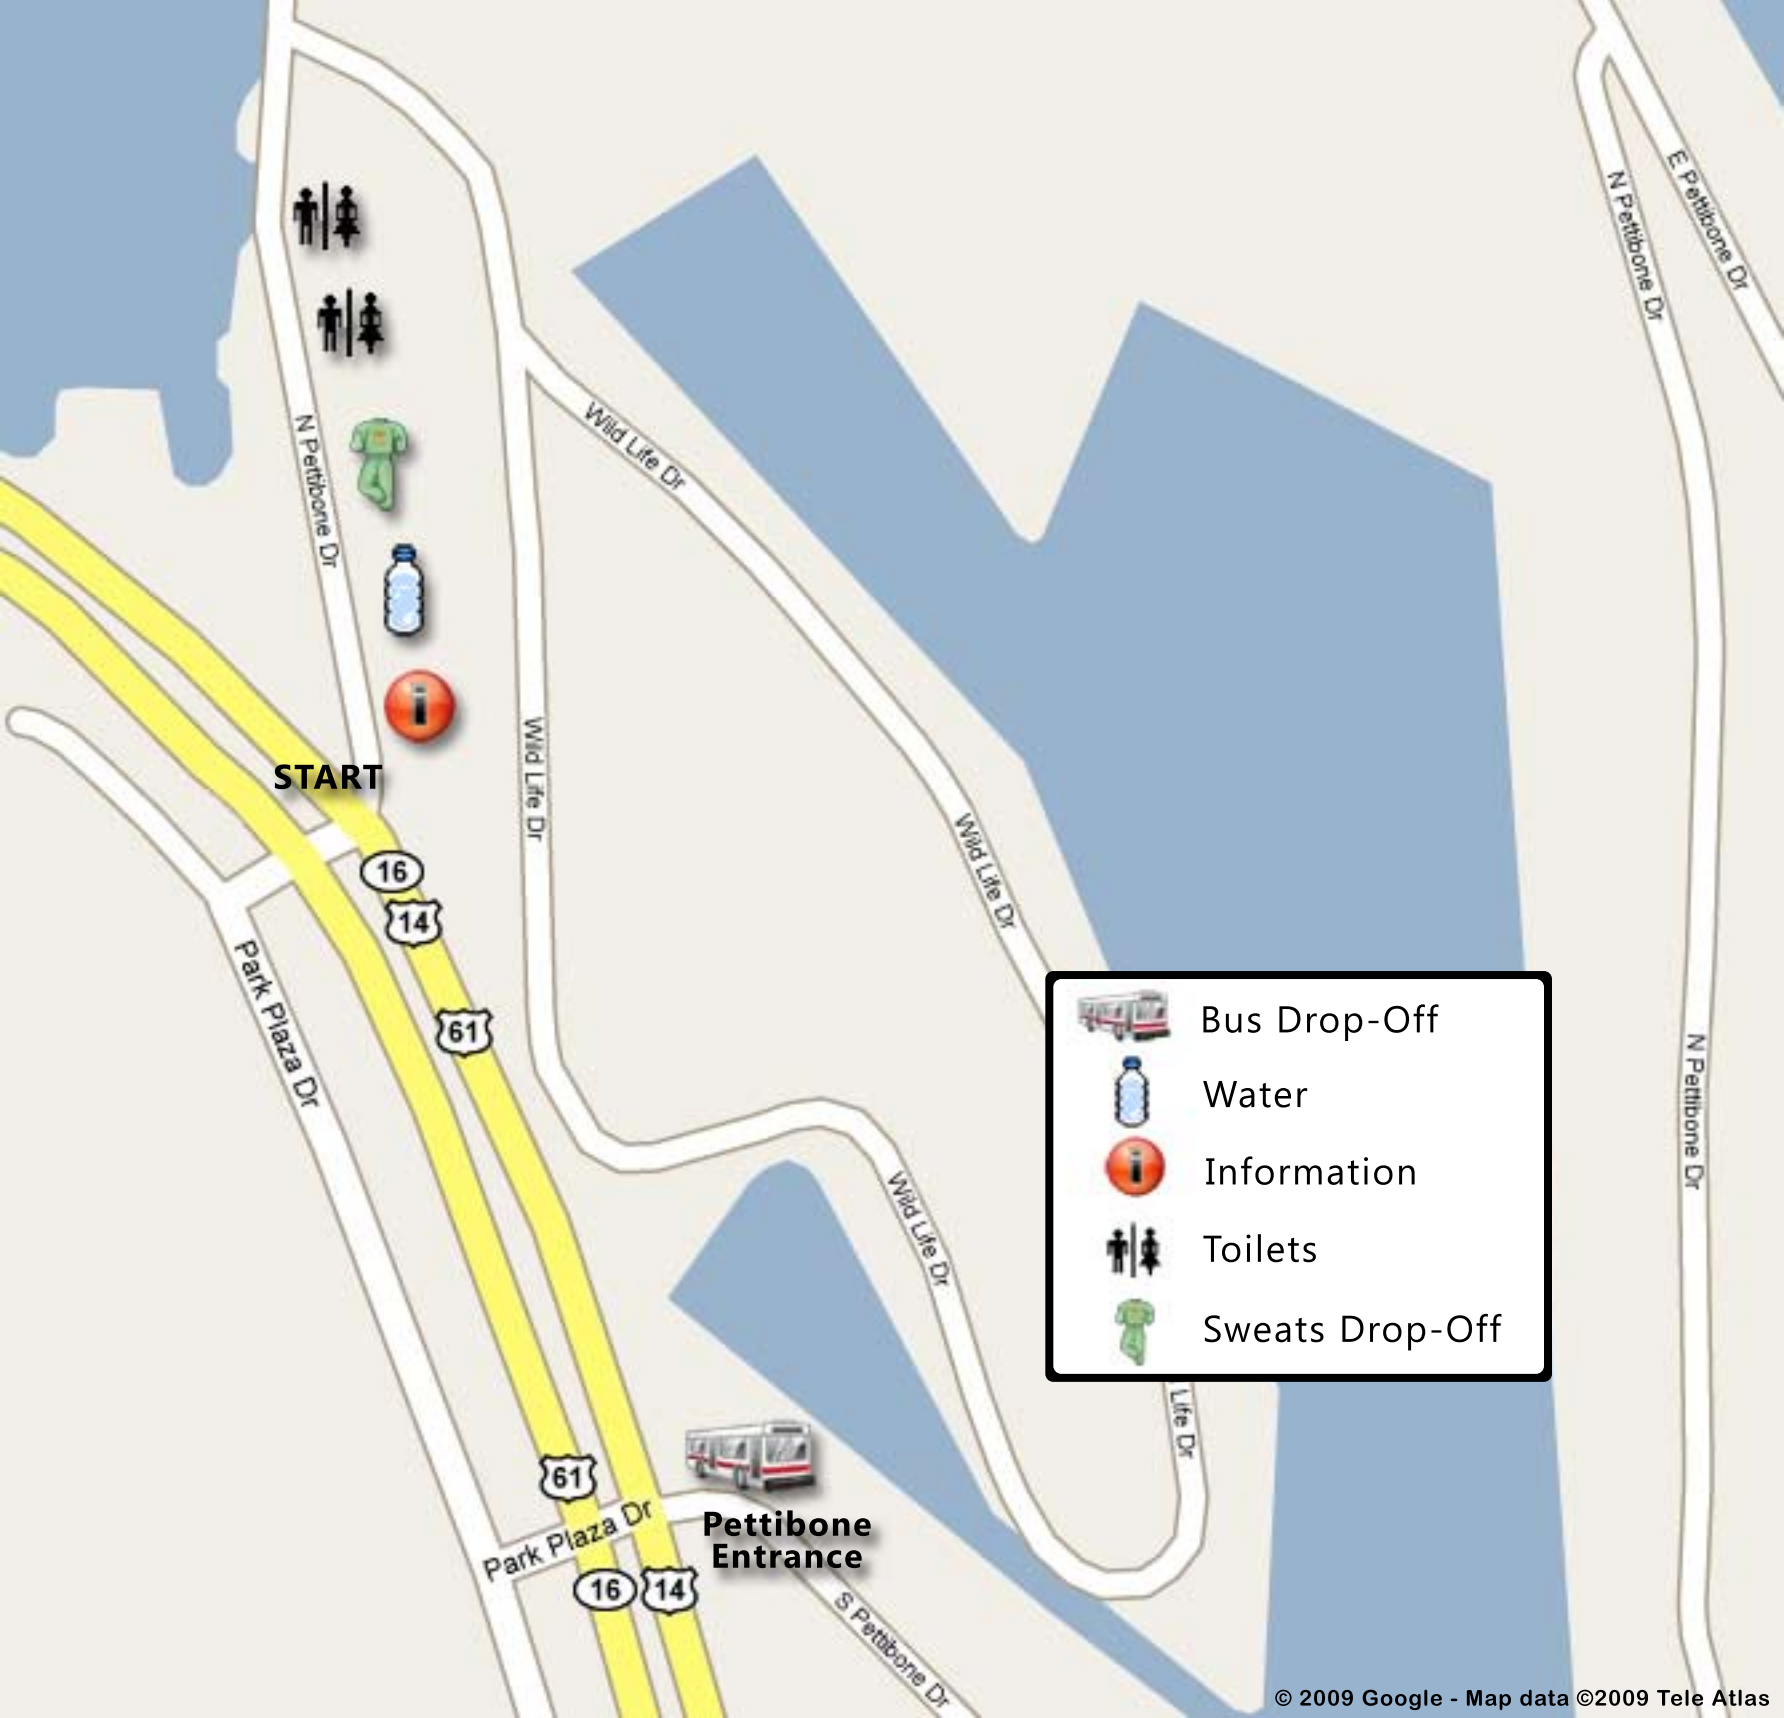 E Pettibone Dr
N Pettibone Dr
N Pettibone Dr
Wild Life Dr
Wild Life Dr
START
Wild Life Dr
16
14
61
Park Plaza Dr
Bus Drop-Off
Water
Information
Toilets
Sweats Drop-Off
N Pettibone Dr
Wild Life Dr
Life Dr
61
Park Plaza Dr
Pettibone
Entrance
16
14
S Pettibone Dr
© 2009 Google - Map data ©2009 Tele Atlas